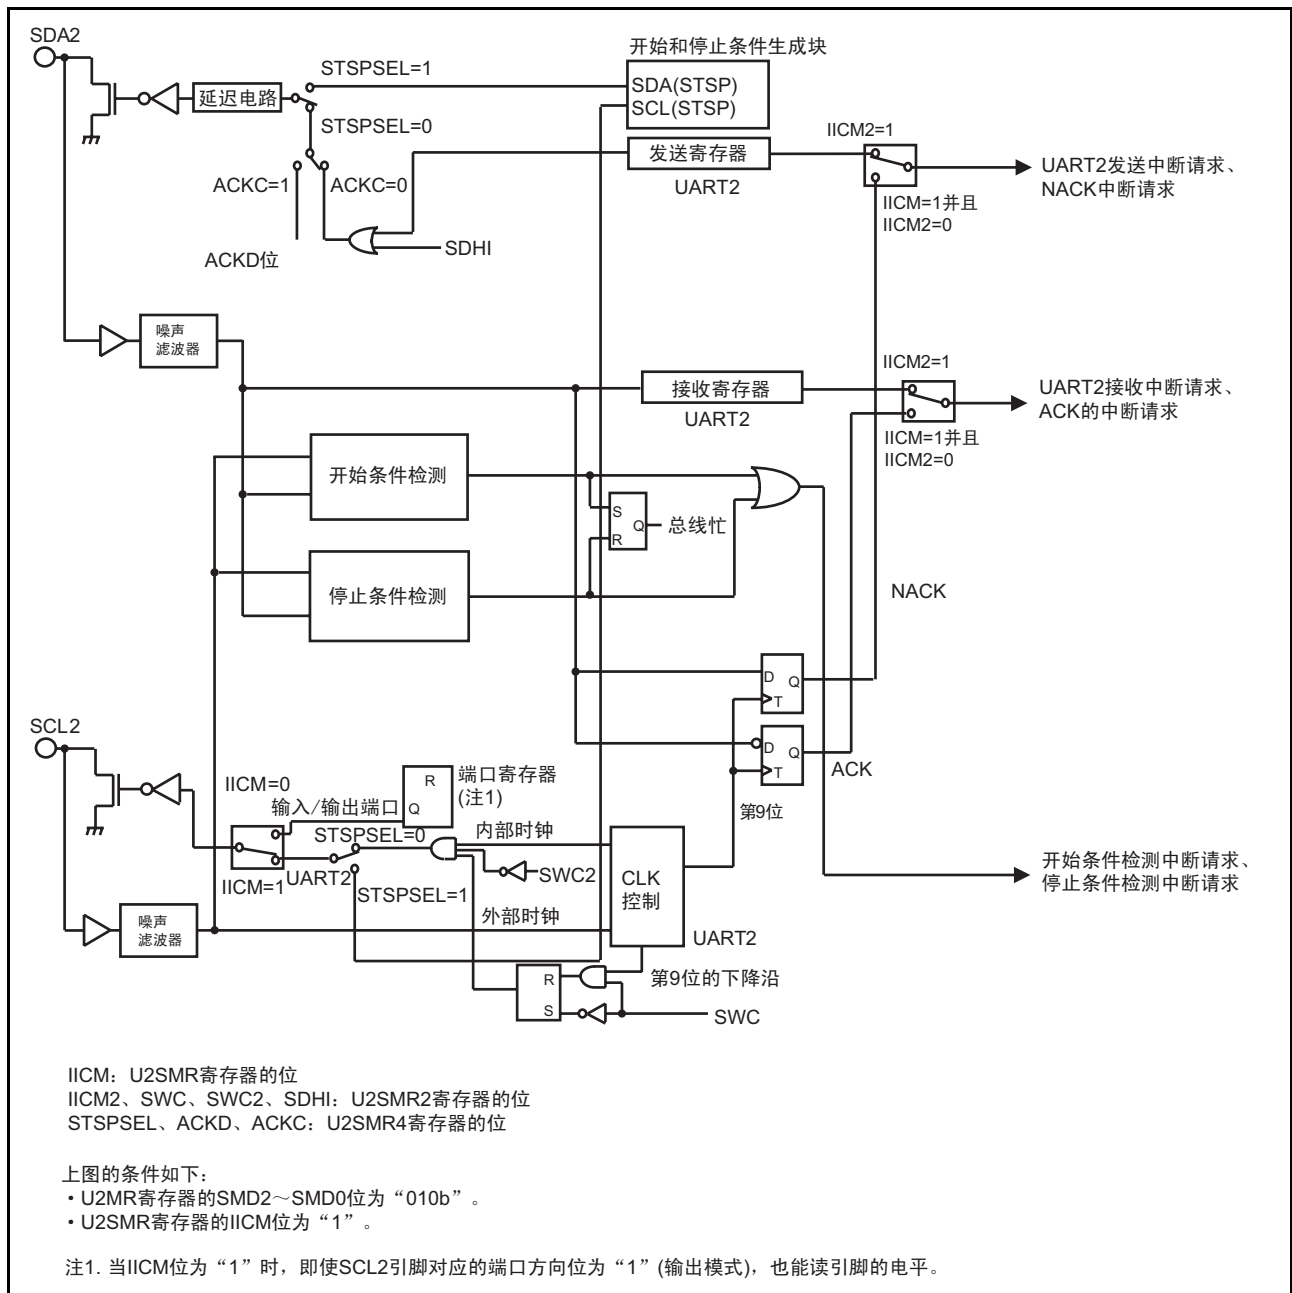 SDA2
开始和停止条件生成块
STSPSEL=1
SDA(STSP)
SCL(STSP)
延迟电路
STSPSEL=0
IICM2=1
发送寄存器
UART2发送中断请求、
NACK中断请求
ACKC=1
ACKC=0
UART2
IICM=1并且
IICM2=0
SDHI
ACKD位
噪声
滤波器
IICM2=1
接收寄存器
UART2接收中断请求、
ACK的中断请求
UART2
IICM=1并且
IICM2=0
开始条件检测
S
Q
R
总线忙
停止条件检测
NACK
D
Q
T
SCL2
D
Q
T
ACK
IICM=0
R
Q
端口寄存器
(注1)
输入/输出端口
第9位
STSPSEL=0
内部时钟
开始条件检测中断请求、
停止条件检测中断请求
IICM=1
UART2
SWC2
CLK
控制
STSPSEL=1
噪声
滤波器
外部时钟
UART2
R
S
第9位的下降沿
SWC
IICM：U2SMR寄存器的位
IICM2、SWC、SWC2、SDHI：U2SMR2寄存器的位
STSPSEL、ACKD、ACKC：U2SMR4寄存器的位
上图的条件如下：
・U2MR寄存器的SMD2～SMD0位为“010b”。
・U2SMR寄存器的IICM位为“1”。
注1. 当IICM位为“1”时，即使SCL2引脚对应的端口方向位为“1”(输出模式)，也能读引脚的电平。